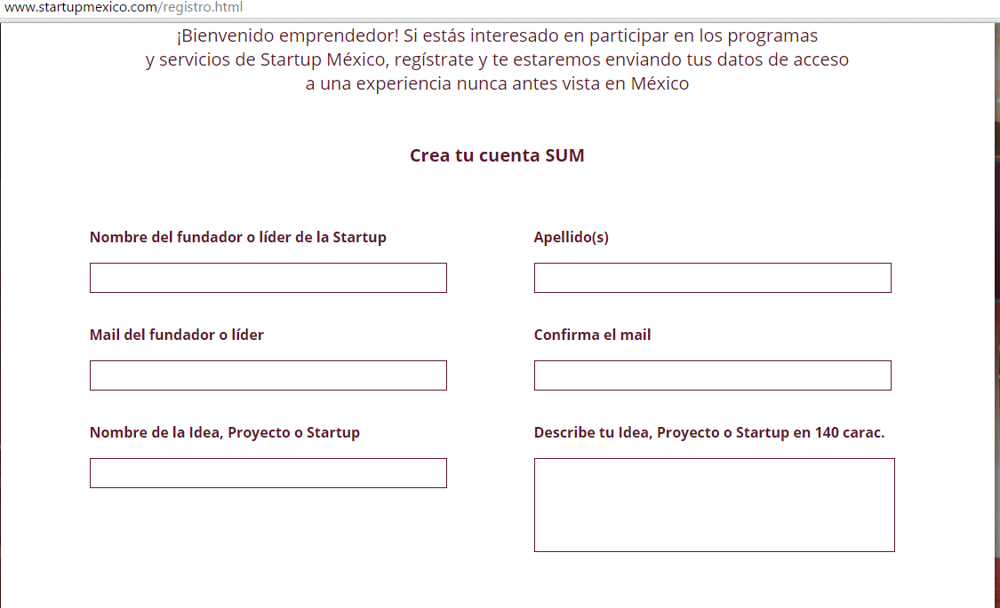 www.startupmexico.com/registro.html
¡Bienvenido emprendedor! Si estás interesado en participar en los programas
y servicios de Startup México, regístrate y te estaremos enviando tus datos de acceso
a una experiencia nunca antes vista en México
Crea tu cuenta SUM
Nombre del fundador o líder de la Startup
Apellido(s)
Mail del fundador o líder
Confirma el mail
Nombre de la Idea, Proyecto o Startup
Describe tu Idea, Proyecto o Startup en 140 carac.